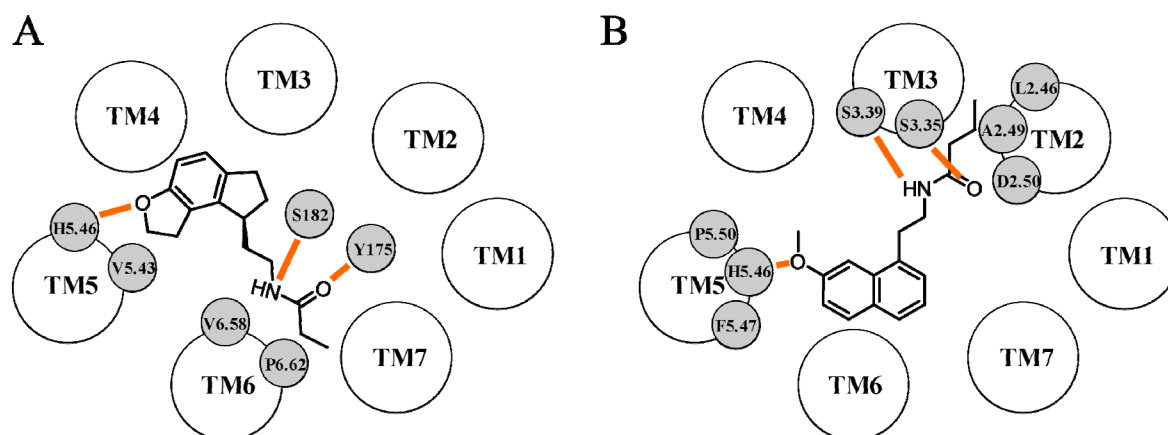 A
TM3
TM4
TM2
O
H5.46
S182
Y175
V5.43
TM5
TM1
HN
O
V6.58
P6.62
TM6
TM7
B
TM3
L2.46
S3.39
S3.35
TM4
A2.49
TM2
D2.50
HN
O
P5.50
O
H5.46
TM5
TM1
F5.47
TM6
TM7